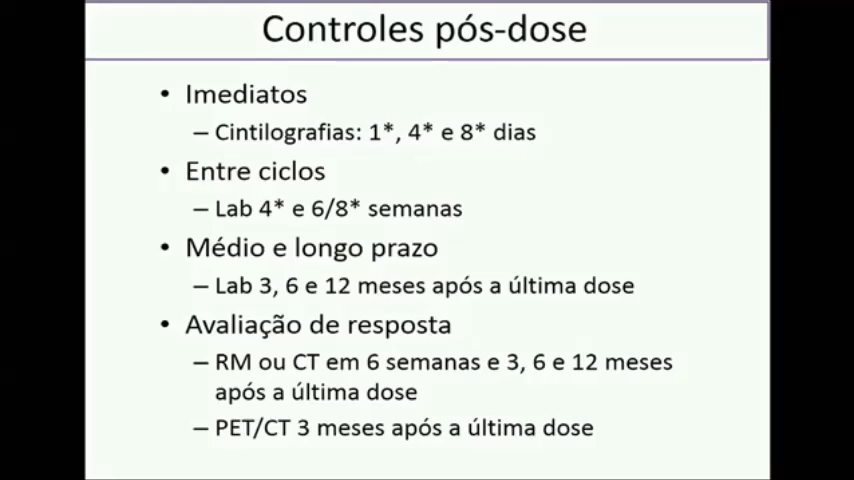 Controles pós-dose
• Imediatos
– Cintilografias: 1*, 4* e 8* dias
• Entre ciclos
– Lab 4* e 6/8* semanas
• Médio e longo prazo
– Lab 3, 6 e 12 meses após a última dose
• Avaliação de resposta
– RM ou CT em 6 semanas e 3, 6 e 12 meses
após a última dose
– PET/CT 3 meses após a última dose